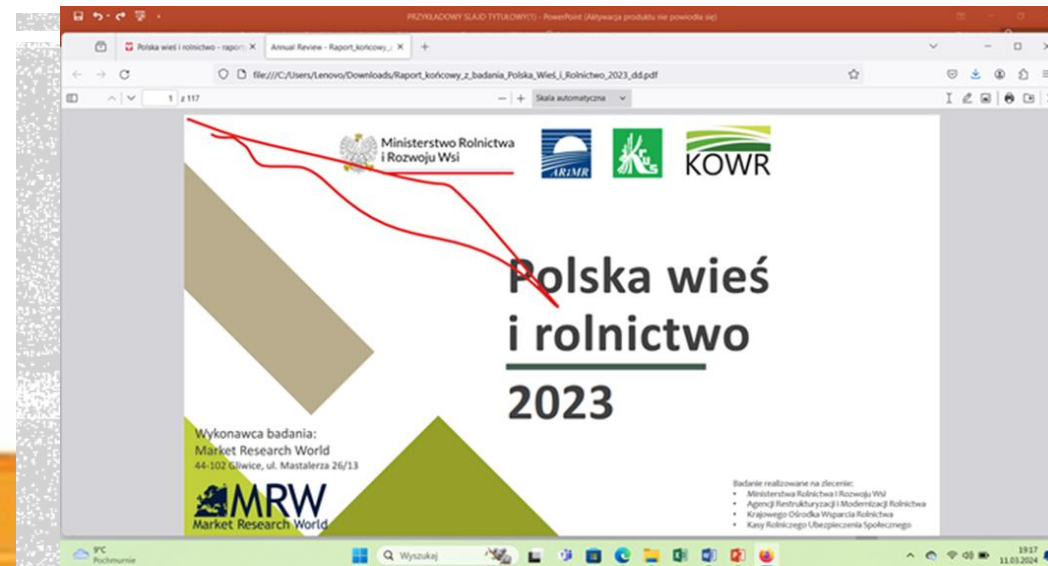 PRZYKŁADOWY SLAJD TYTUŁOWY(1) - PowerPoint (Aktywacja produktu nie powiodła się)
Polska wieś i rolnictwo - raport
Annual Review - Raport_końcowy_z
file:///C:/Users/Lenovo/Downloads/Raport_końcowy_z_badania_Polska_Wieś_i_Rolnictwo_2023_dd.pdf
1 z 117
Skala automatyczna
Ministerstwo Rolnictwa
i Rozwoju Wsi
ARiMR
Krus
KOWR
Polska wieś
i rolnictwo
2023
Wykonawca badania:
Market Research World
44-102 Gliwice, ul. Mastalerza 26/13
MRW
Market Research World
Badanie realizowane na zlecenie:
• Ministerstwa Rolnictwa i Rozwoju Wsi
• Agencji Restrukturyzacji i Modernizacji Rolnictwa
• Krajowego Ośrodka Wsparcia Rolnictwa
• Kasy Rolniczego Ubezpieczenia Społecznego
9°C
Pochmurnie
Wyszukaj
19:17
11.03.2024